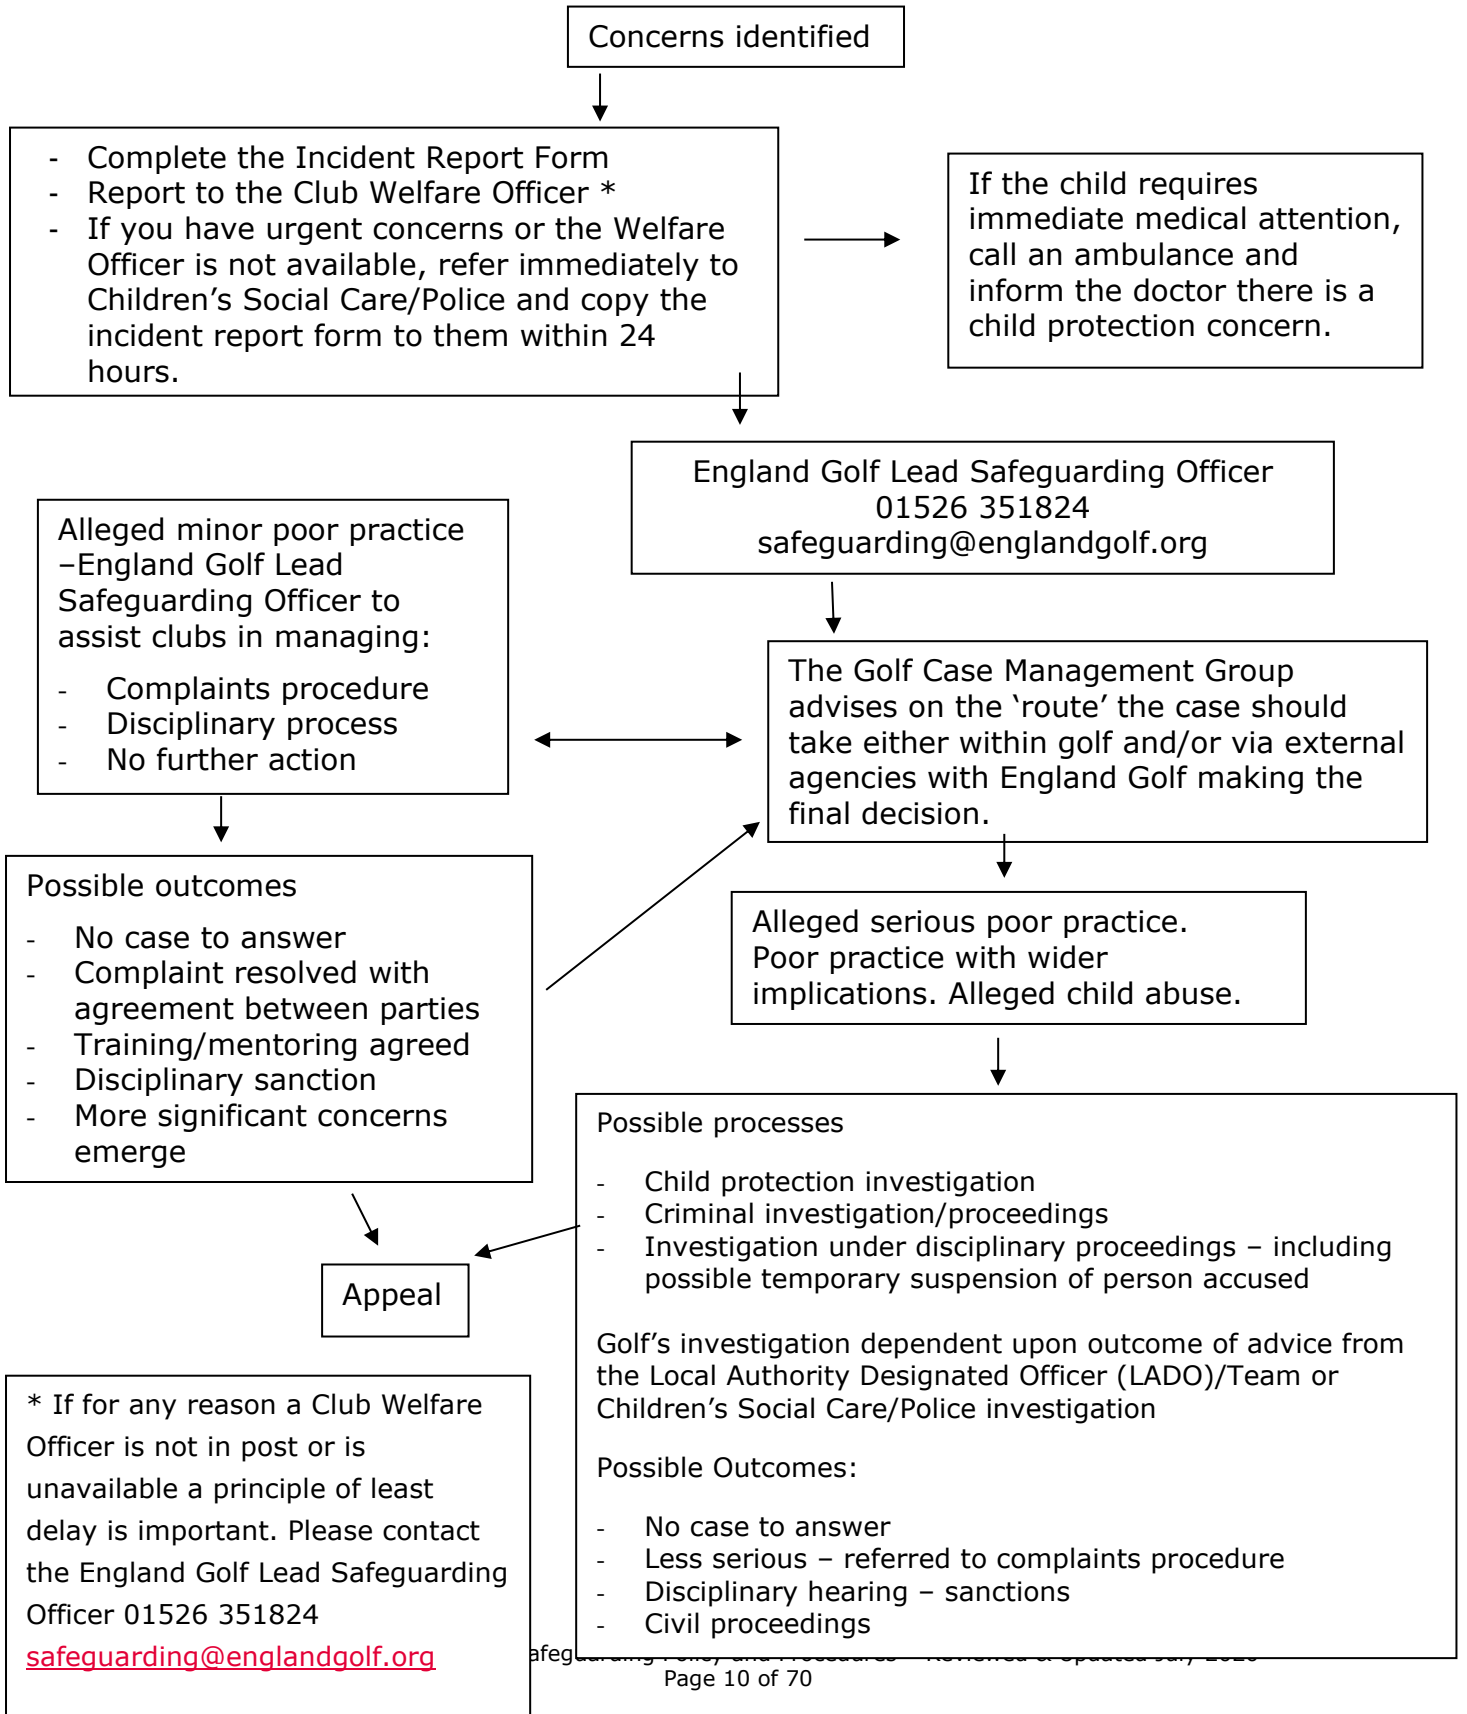 Concerns identified
- Complete the Incident Report Form
- Report to the Club Welfare Officer *
- If you have urgent concerns or the Welfare
Officer is not available, refer immediately to
Children’s Social Care/Police and copy the
incident report form to them within 24
hours.
If the child requires
immediate medical attention,
call an ambulance and
inform the doctor there is a
child protection concern.
England Golf Lead Safeguarding Officer
01526 351824
safeguarding@englandgolf.org
Alleged minor poor practice
–England Golf Lead
Safeguarding Officer to
assist clubs in managing:
- Complaints procedure
- Disciplinary process
- No further action
The Golf Case Management Group
advises on the ‘route’ the case should
take either within golf and/or via external
agencies with England Golf making the
final decision.
Possible outcomes
- No case to answer
- Complaint resolved with
agreement between parties
- Training/mentoring agreed
- Disciplinary sanction
- More significant concerns
emerge
Alleged serious poor practice.
Poor practice with wider
implications. Alleged child abuse.
Possible processes
- Child protection investigation
- Criminal investigation/proceedings
- Investigation under disciplinary proceedings – including
possible temporary suspension of person accused
Golf’s investigation dependent upon outcome of advice from
the Local Authority Designated Officer (LADO)/Team or
Children’s Social Care/Police investigation
Possible Outcomes:
- No case to answer
- Less serious – referred to complaints procedure
- Disciplinary hearing – sanctions
- Civil proceedings
Appeal
* If for any reason a Club Welfare
Officer is not in post or is
unavailable a principle of least
delay is important. Please contact
the England Golf Lead Safeguarding
Officer 01526 351824
safeguarding@englandgolf.org
Page 10 of 70